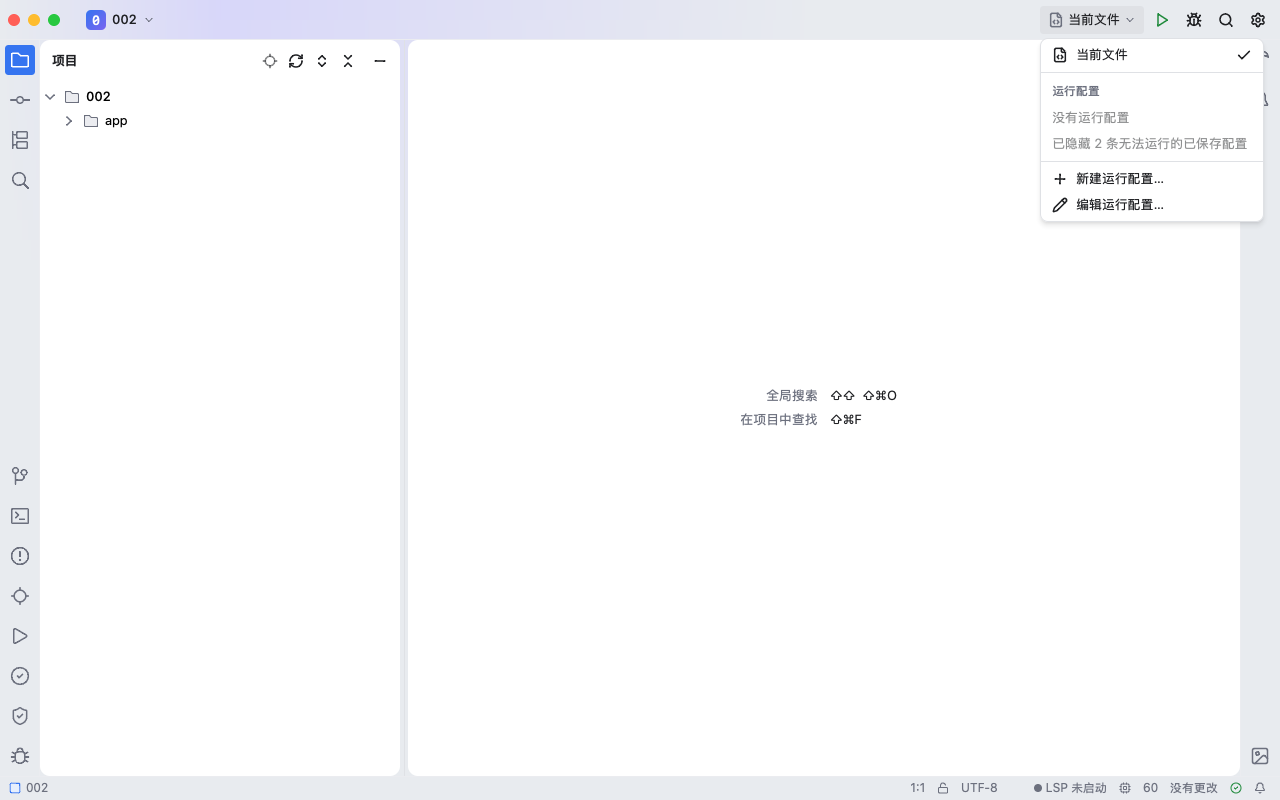 0 002
当前文件
项目
当前文件
运行配置
没有运行配置
已隐藏 2 条无法运行的已保存配置
新建运行配置...
编辑运行配置...
002
app
全局搜索 ⇧⇧ ⇧⌘O
在项目中查找 ⇧⌘F
002
1:1
UTF-8
LSP 未启动
60
没有更改